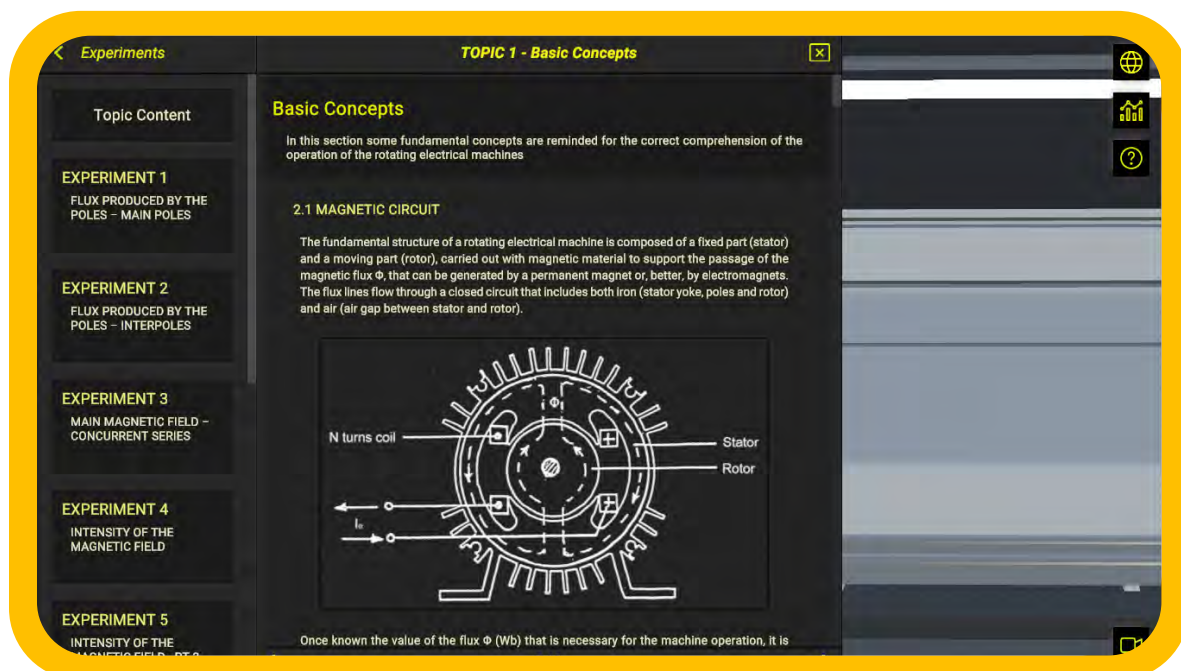 Experiments
TOPIC 1 - Basic Concepts
Topic Content
EXPERIMENT 1
FLUX PRODUCED BY THE
POLES – MAIN POLES
EXPERIMENT 2
FLUX PRODUCED BY THE
POLES – INTERPOLES
EXPERIMENT 3
MAIN MAGNETIC FIELD –
CONCURRENT SERIES
EXPERIMENT 4
INTENSITY OF THE
MAGNETIC FIELD
EXPERIMENT 5
INTENSITY OF THE
MAGNETIC FIELD - PT 2
Basic Concepts
In this section some fundamental concepts are reminded for the correct comprehension of the
operation of the rotating electrical machines
2.1 MAGNETIC CIRCUIT
The fundamental structure of a rotating electrical machine is composed of a fixed part (stator)
and a moving part (rotor), carried out with magnetic material to support the passage of the
magnetic flux Φ, that can be generated by a permanent magnet or, better, by electromagnets.
The flux lines flow through a closed circuit that includes both iron (stator yoke, poles and rotor)
and air (air gap between stator and rotor).
Φ
N turns coil
Stator
Rotor
Iₑ
Once known the value of the flux Φ (Wb) that is necessary for the machine operation, it is